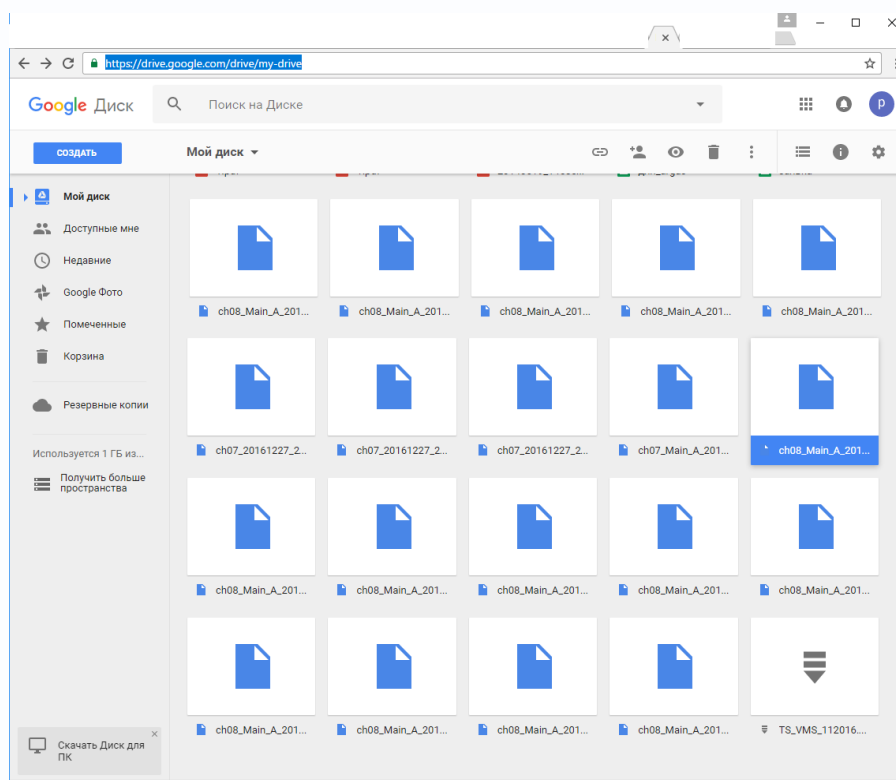 https://drive.google.com/drive/my-drive
Google Диск
Поиск на Диске
p
СОЗДАТЬ
Мой диск
Мой диск
Доступные мне
Недавние
Google Фото
Помеченные
Корзина
Резервные копии
Используется 1 ГБ из...
Получить больше
пространства
ch08_Main_A_201... ch08_Main_A_201... ch08_Main_A_201... ch08_Main_A_201... ch08_Main_A_201...
ch07_20161227_2... ch07_20161227_2... ch07_20161227_2... ch07_Main_A_201... ch08_Main_A_201...
ch08_Main_A_201... ch08_Main_A_201... ch08_Main_A_201... ch08_Main_A_201... ch08_Main_A_201...
ch08_Main_A_201... ch08_Main_A_201... ch08_Main_A_201... ch08_Main_A_201... TS_VMS_112016....
Скачать Диск для
ПК